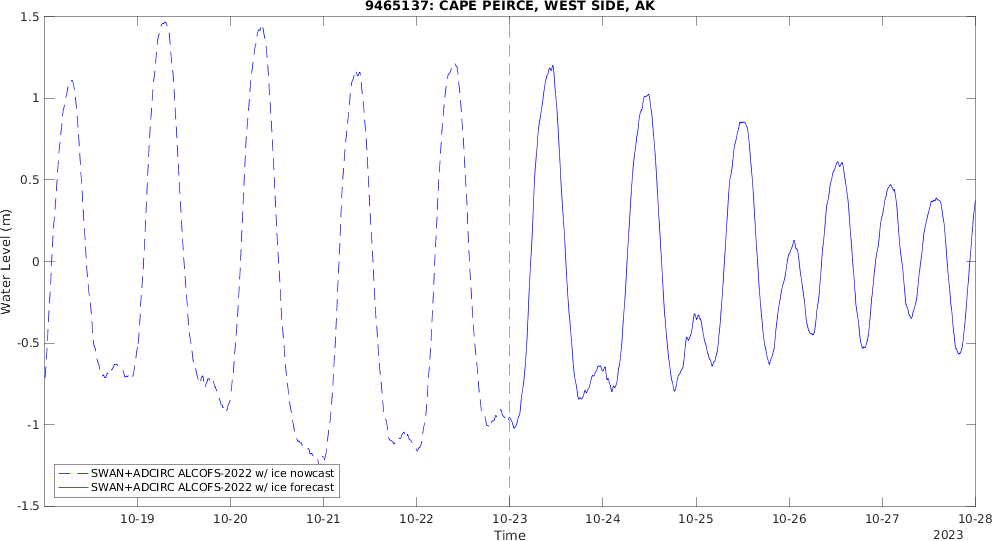 9465137: CAPE PEIRCE, WEST SIDE, AK
1.5
1
0.5
0
-0.5
-1
-1.5
Water Level (m)
SWAN+ADCIRC ALCOFS-2022 w/ ice nowcast
SWAN+ADCIRC ALCOFS-2022 w/ ice forecast
10-19 10-20 10-21 10-22 10-23 10-24 10-25 10-26 10-27 10-28
Time
2023